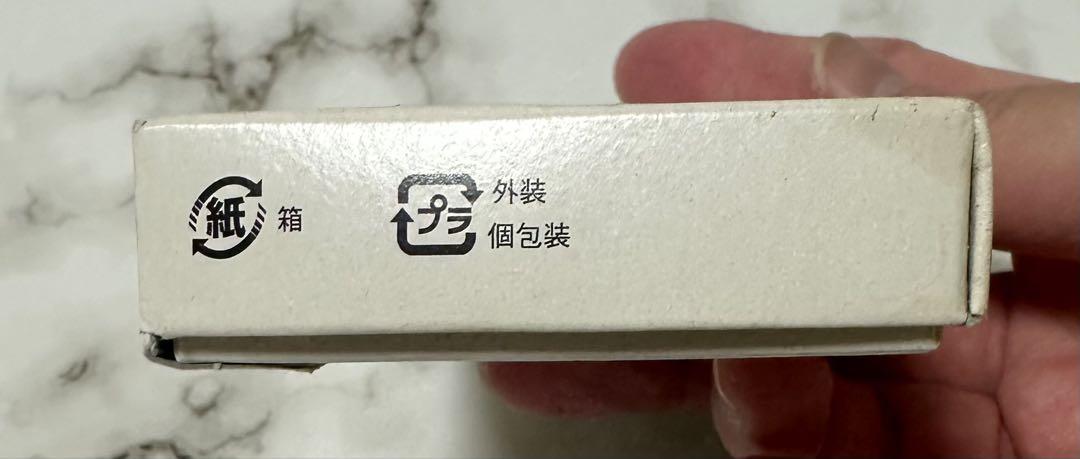 紙 箱
プラ 外装
個包装